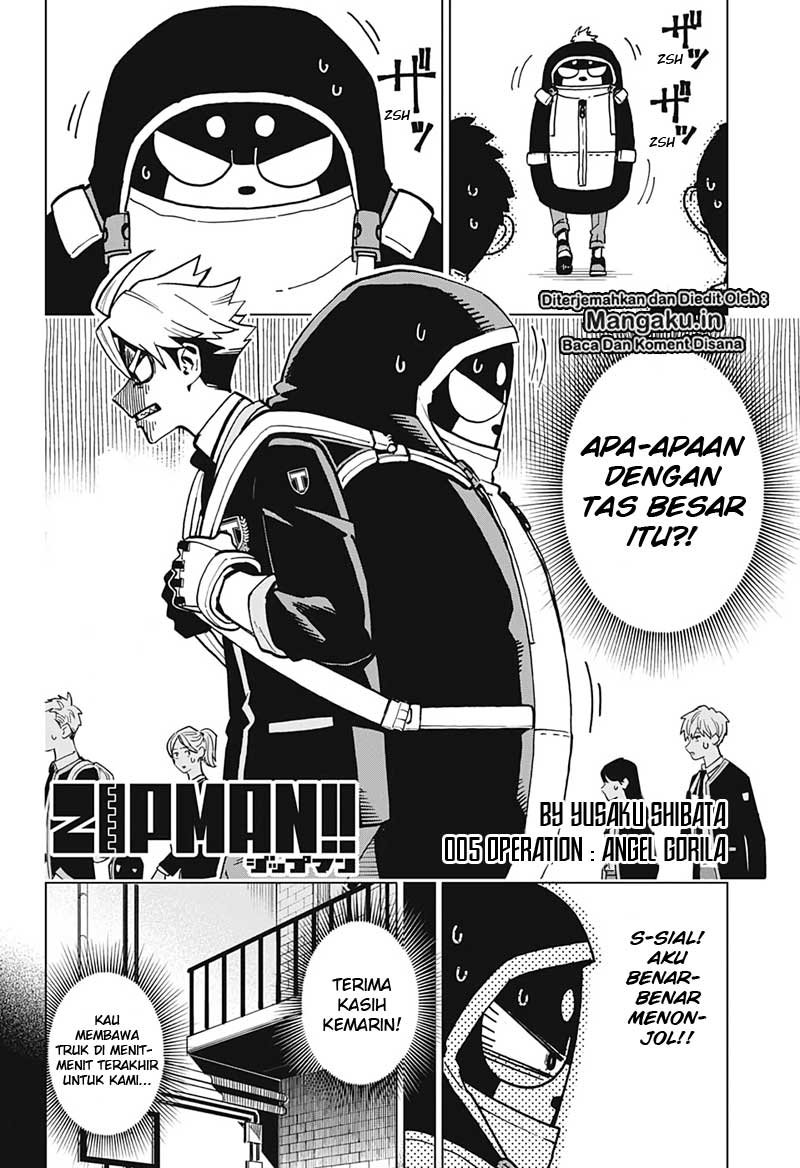 ザッ
ZSH
ザッ
ZSH
ザッ
ZSH
Diterjemahkan dan Diedit Oleh :
Mangaku.in
Baca Dan Koment Disana
APA-APAAN
DENGAN
TAS BESAR
ITU?!
T
ZIPMAN!!
ジップマン
BY YUSAKU SHIBATA
005 OPERATION : ANGEL GORILA
S-SIAL!
AKU
BENAR-
BENAR
MENON-
JOL!!
TERIMA
KASIH
KEMARIN!
KAU
MEMBAWA
TRUK DI MENIT-
MENIT TERAKHIR
UNTUK KAMI...